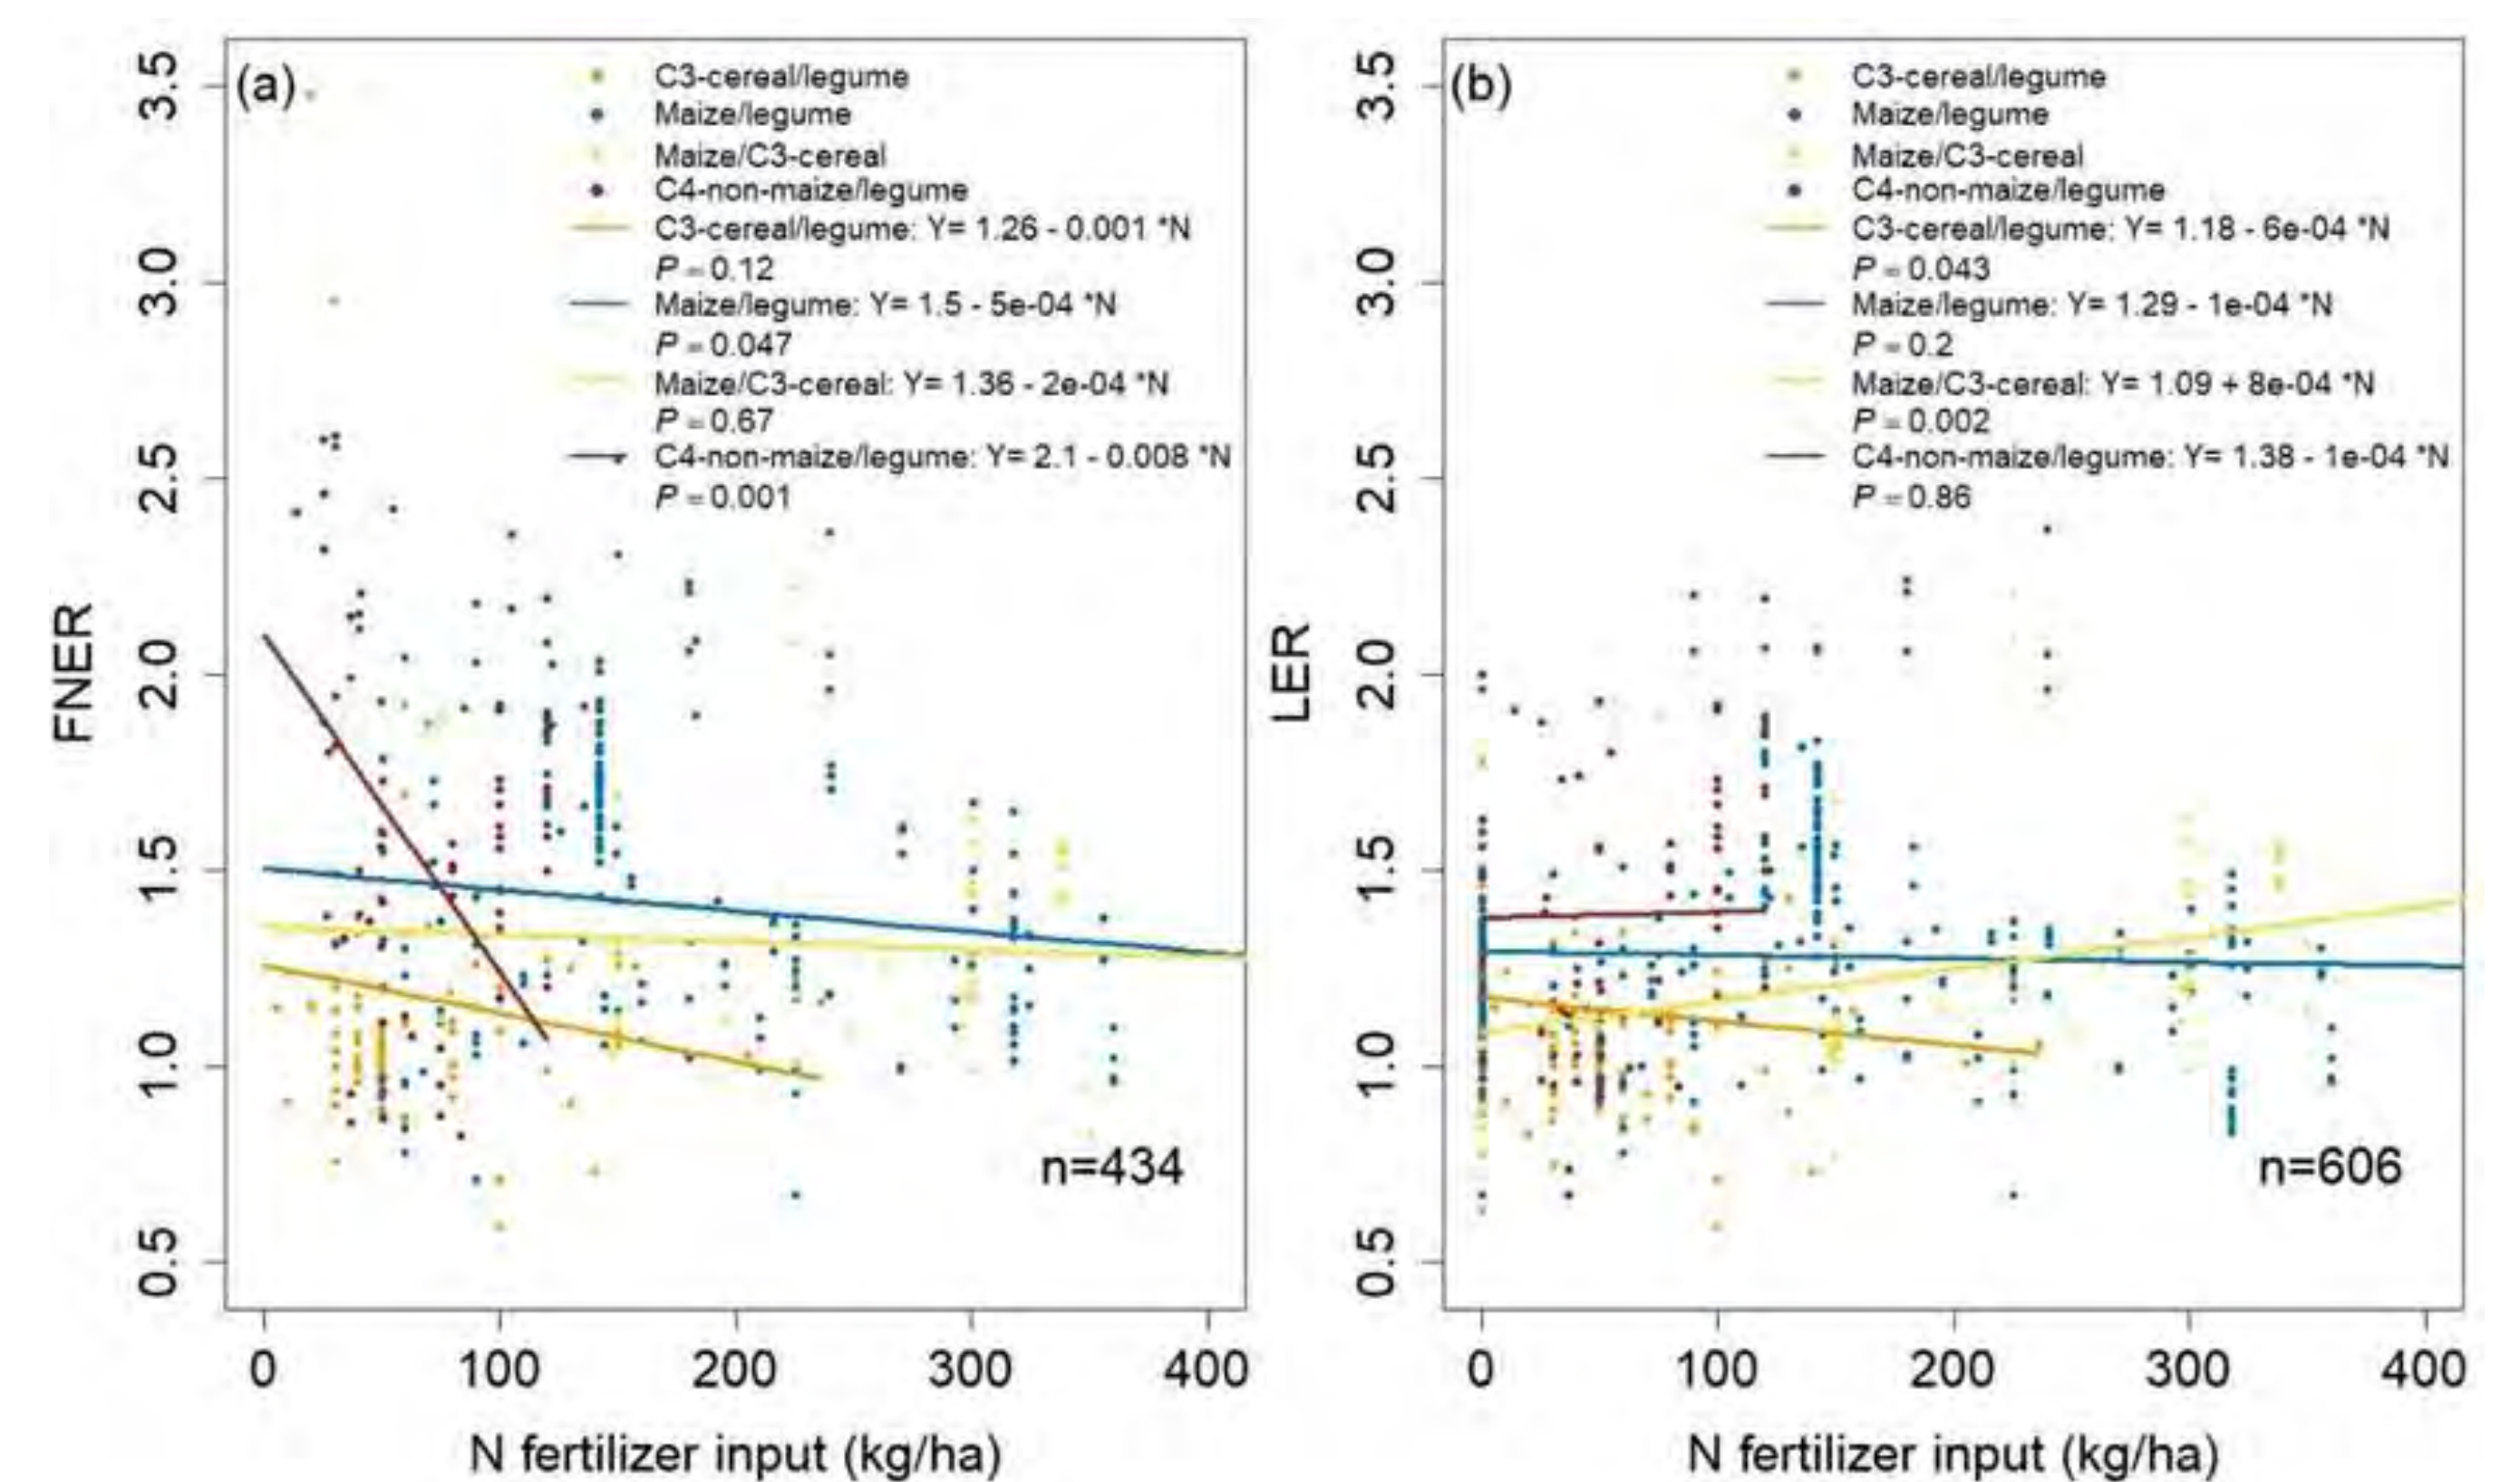 (a)
C3-cereal/legume
Maize/legume
Maize/C3-cereal
C4-non-maize/legume
C3-cereal/legume: Y= 1.26 - 0.001 *N
P = 0.12
Maize/legume: Y= 1.5 - 5e-04 *N
P = 0.047
Maize/C3-cereal: Y= 1.36 - 2e-04 *N
P = 0.67
C4-non-maize/legume: Y= 2.1 - 0.008 *N
P = 0.001
3.5
3.0
2.5
2.0
1.5
1.0
0.5
FNER
n=434
0 100 200 300 400
N fertilizer input (kg/ha)
(b)
C3-cereal/legume
Maize/legume
Maize/C3-cereal
C4-non-maize/legume
C3-cereal/legume: Y= 1.18 - 6e-04 *N
P = 0.043
Maize/legume: Y= 1.29 - 1e-04 *N
P = 0.2
Maize/C3-cereal: Y= 1.09 + 8e-04 *N
P = 0.002
C4-non-maize/legume: Y= 1.38 - 1e-04 *N
P = 0.86
3.5
3.0
2.5
2.0
1.5
1.0
0.5
LER
n=606
0 100 200 300 400
N fertilizer input (kg/ha)